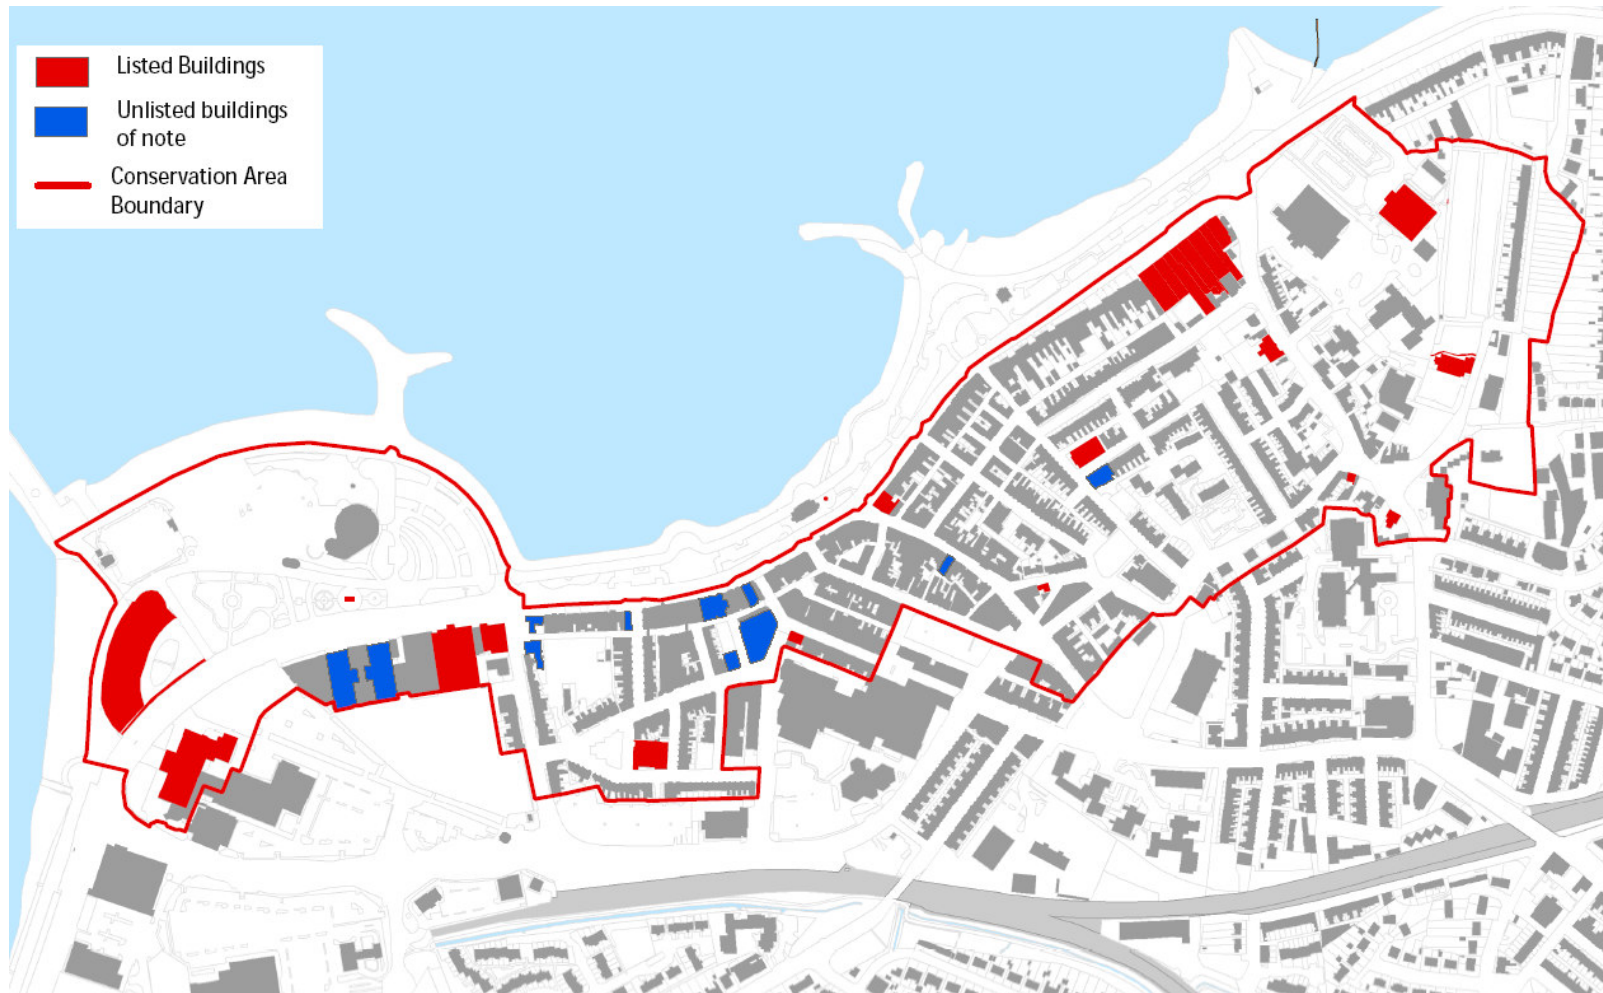 Listed Buildings
Unlisted buildings
of note
Conservation Area
Boundary